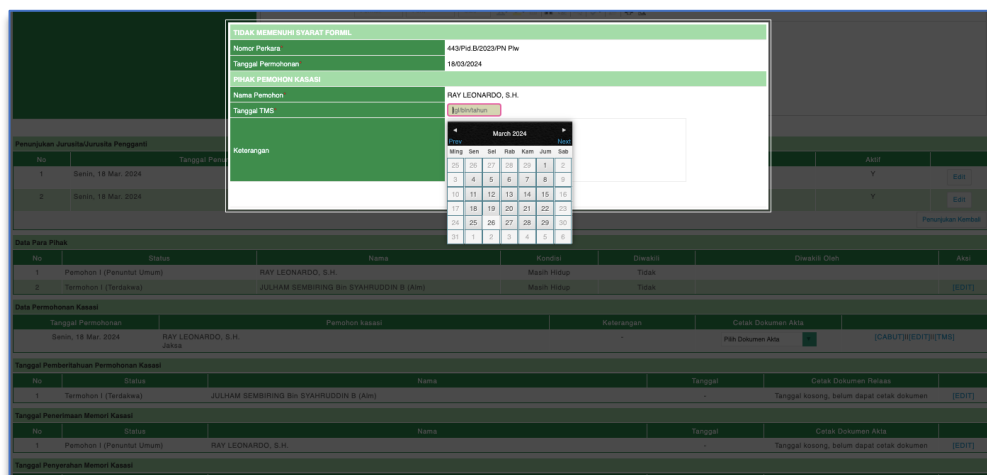 TIDAK MEMENUHI SYARAT FORMIL
Nomor Perkara* 443/Pid.B/2023/PN Plw
Tanggal Permohonan* 18/03/2024
PIHAK PEMOHON KASASI
Nama Pemohon* RAY LEONARDO, S.H.
Tanggal TMS* tgl/bln/tahun
Keterangan
Prev March 2024 Next
Ming Sen Sel Rab Kam Jum Sab
25 26 27 28 29 1 2
3 4 5 6 7 8 9
10 11 12 13 14 15 16
17 18 19 20 21 22 23
24 25 26 27 28 29 30
31 1 2 3 4 5 6
Penunjukan Jurusita/Jurusita Pengganti
No Tanggal Penu Aktif
1 Senin, 18 Mar. 2024 Y Edit
2 Senin, 18 Mar. 2024 Y Edit
Penunjukan Kembali
Data Para Pihak
No Status Nama Kondisi Diwakili Diwakili Oleh Aksi
1 Pemohon I (Penuntut Umum) RAY LEONARDO, S.H. Masih Hidup Tidak
2 Termohon I (Terdakwa) JULHAM SEMBIRING Bin SYAHRUDDIN B (Alm) Masih Hidup Tidak [EDIT]
Data Permohonan Kasasi
Tanggal Permohonan Pemohon kasasi Keterangan Cetak Dokumen Akta
Senin, 18 Mar. 2024 RAY LEONARDO, S.H. - Pilih Dokumen Akta [CABUT]||[EDIT]||[TMS]
Jaksa
Tanggal Pemberitahuan Permohonan Kasasi
No Status Nama Tanggal Cetak Dokumen Relaas
1 Termohon I (Terdakwa) JULHAM SEMBIRING Bin SYAHRUDDIN B (Alm) - Tanggal kosong, belum dapat cetak dokumen [EDIT]
Tanggal Penerimaan Memori Kasasi
No Status Nama Tanggal Cetak Dokumen Akta
1 Pemohon I (Penuntut Umum) RAY LEONARDO, S.H. - Tanggal kosong, belum dapat cetak dokumen [EDIT]
Tanggal Penyerahan Memori Kasasi